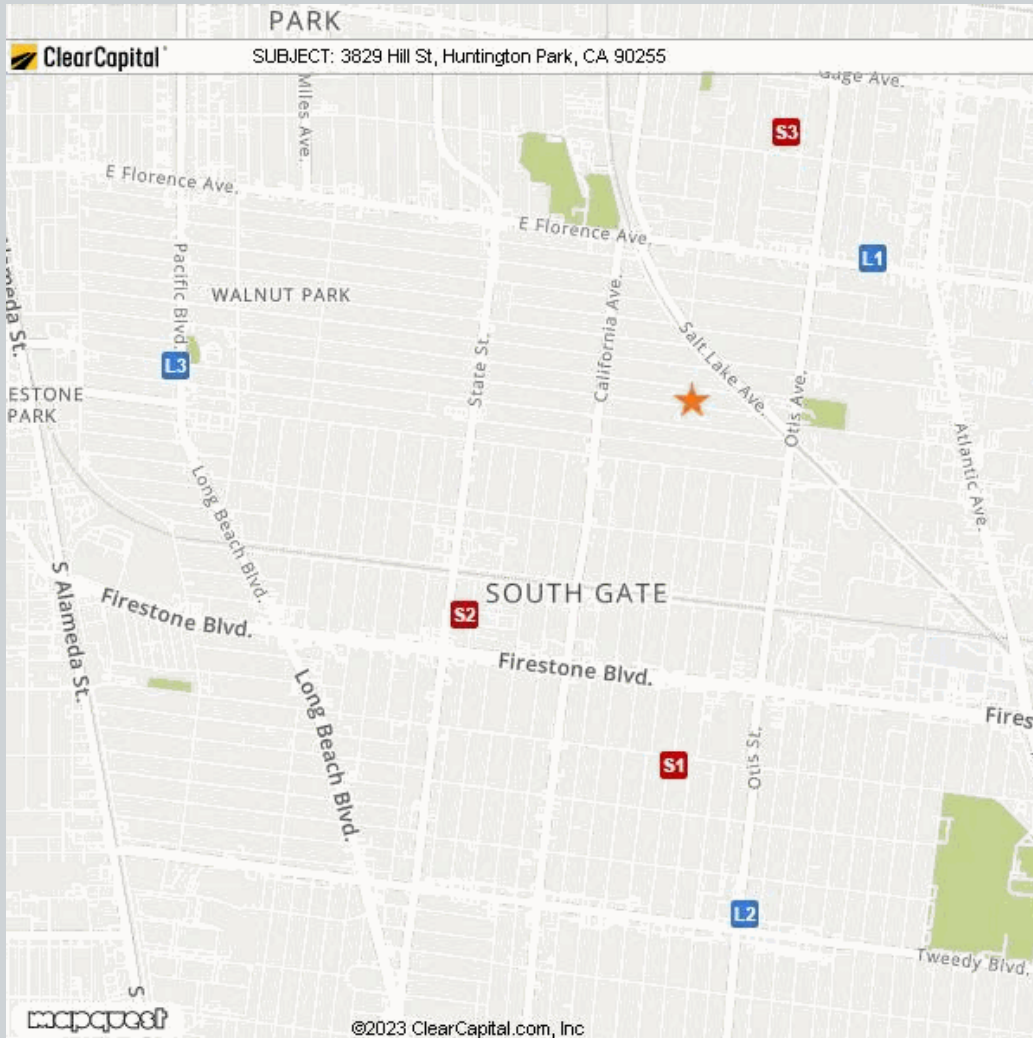 PARK
ClearCapital
SUBJECT: 3829 Hill St, Huntington Park, CA 90255
Gage Ave.
Miles Ave.
S3
E Florence Ave.
E Florence Ave.
L1
Pacific Blvd.
WALNUT PARK
Alameda St.
California Ave.
Salt Lake Ave.
State St.
L3
Otis Ave.
ESTONE
PARK
Atlantic Ave.
Long Beach Blvd.
S Alameda St.
SOUTH GATE
S2
Firestone Blvd.
Firestone Blvd.
Long Beach Blvd.
Fires
Otis St.
S1
L2
Tweedy Blvd.
S
mapquest
©2023 ClearCapital.com, Inc